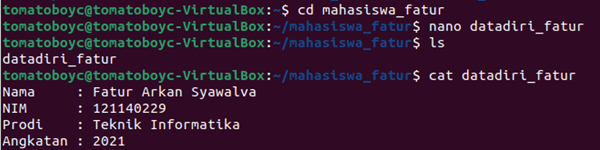 tomatoboyc@tomatoboyc-VirtualBox:~$ cd mahasiswa_fatur
tomatoboyc@tomatoboyc-VirtualBox:~/mahasiswa_fatur$ nano datadiri_fatur
tomatoboyc@tomatoboyc-VirtualBox:~/mahasiswa_fatur$ ls
datadiri_fatur
tomatoboyc@tomatoboyc-VirtualBox:~/mahasiswa_fatur$ cat datadiri_fatur
Nama     : Fatur Arkan Syawalva
NIM      : 121140229
Prodi    : Teknik Informatika
Angkatan : 2021